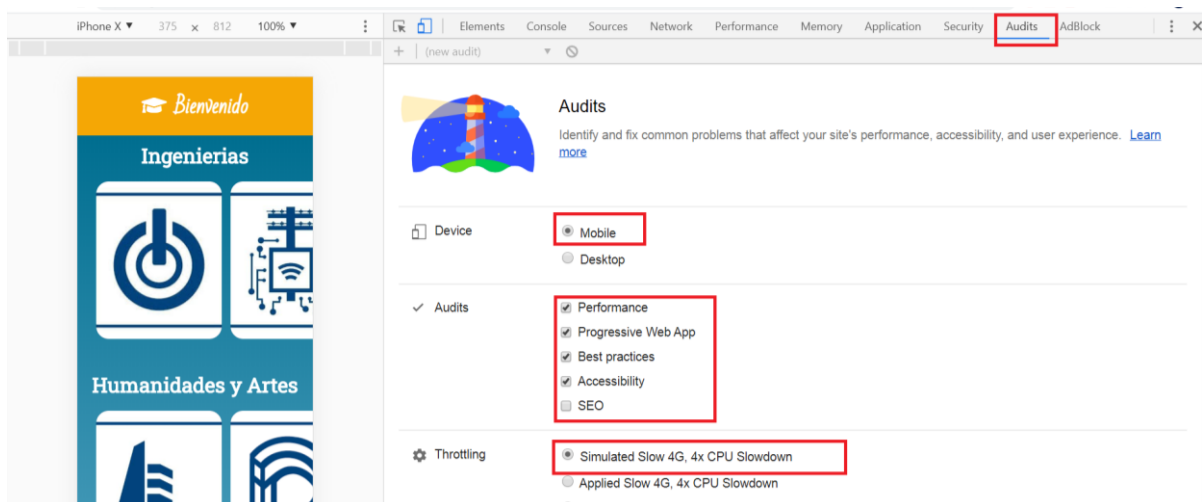 iPhone X ▼ 375 x 812 100% ▼
Elements Console Sources Network Performance Memory Application Security Audits AdBlock
(new audit)
Bienvenido
Ingenierias
Humanidades y Artes
Audits
Identify and fix common problems that affect your site's performance, accessibility, and user experience. Learn
more
Device
Mobile
Desktop
Audits
Performance
Progressive Web App
Best practices
Accessibility
SEO
Throttling
Simulated Slow 4G, 4x CPU Slowdown
Applied Slow 4G, 4x CPU Slowdown